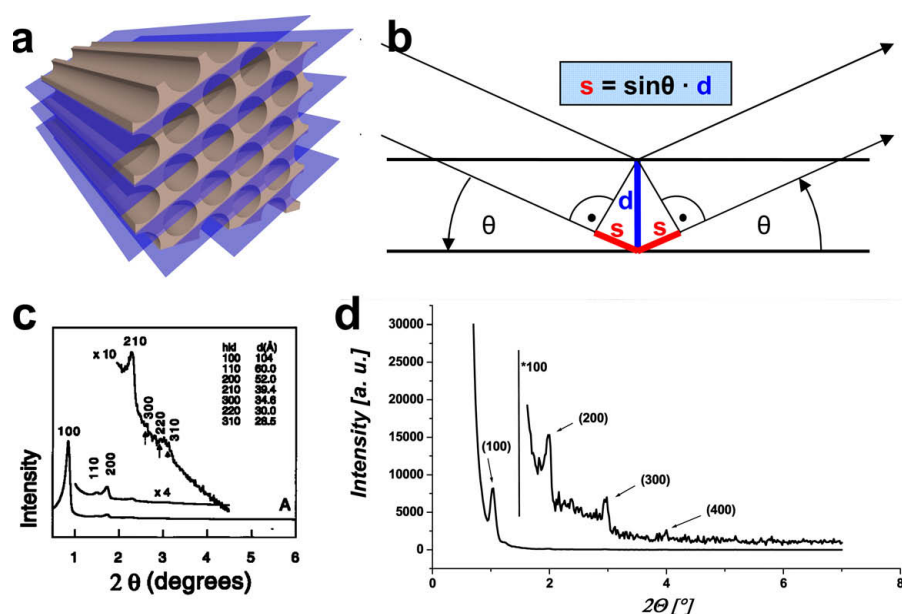 a
b
s = sinθ · d
θ
d
s
s
θ
c
Intensity
x 10
210
300
220
310
100
110
200
x 4
A
hkl d(Å)
100 104
110 60.0
200 52.0
210 39.4
300 34.6
220 30.0
310 28.5
0 1 2 3 4 5 6
2 θ (degrees)
d
Intensity [a. u.]
30000
25000
20000
15000
10000
5000
0
*100
(100)
(200)
(300)
(400)
0 2 4 6 8
2Θ [°]